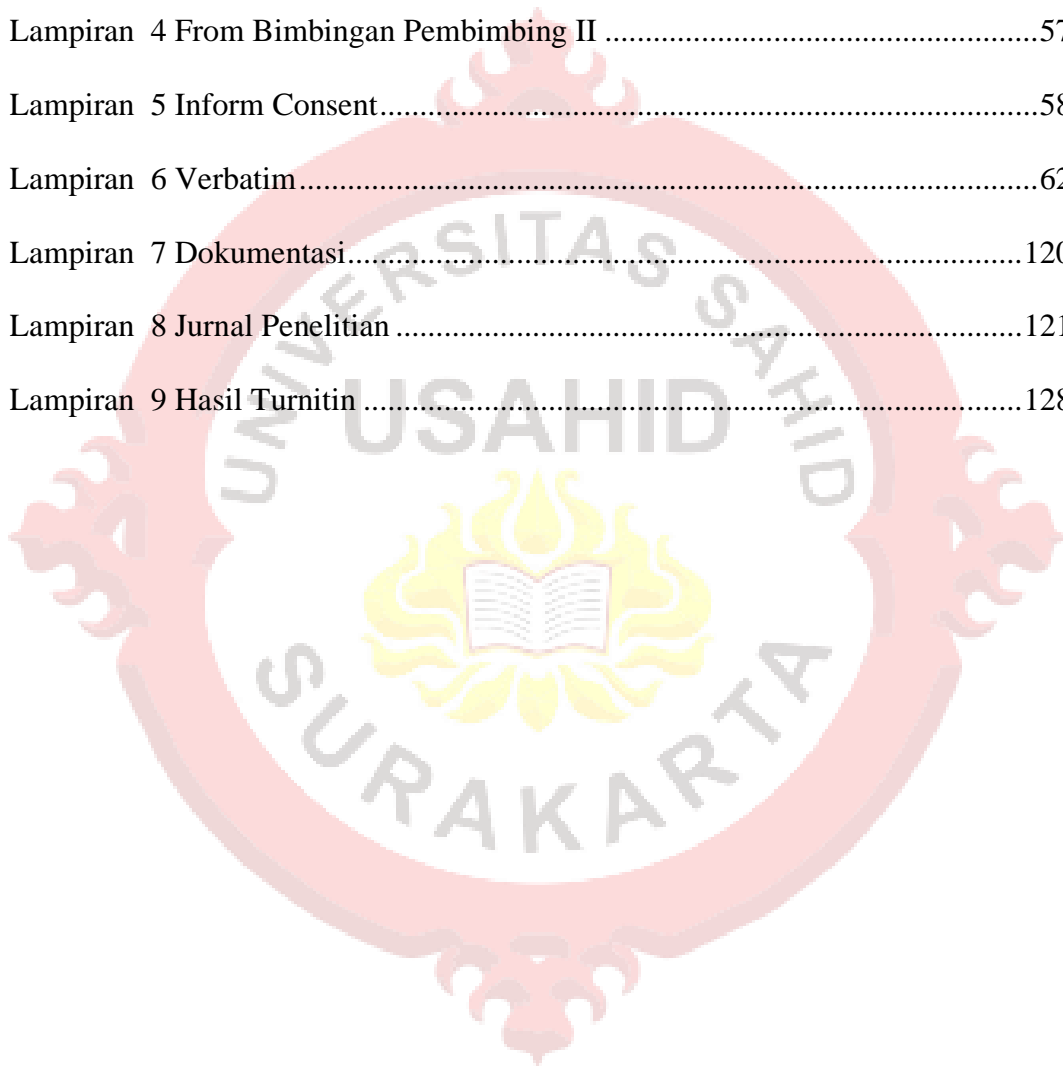 Lampiran 4 From Bimbingan Pembimbing II ................................................57
Lampiran 5 Inform Consent.........................................................................58
Lampiran 6 Verbatim..................................................................................62
Lampiran 7 Dokumentasi...........................................................................120
Lampiran 8 Jurnal Penelitian .....................................................................121
Lampiran 9 Hasil Turnitin .........................................................................128
UNIVERSITAS SAHID
USAHID
SURAKARTA